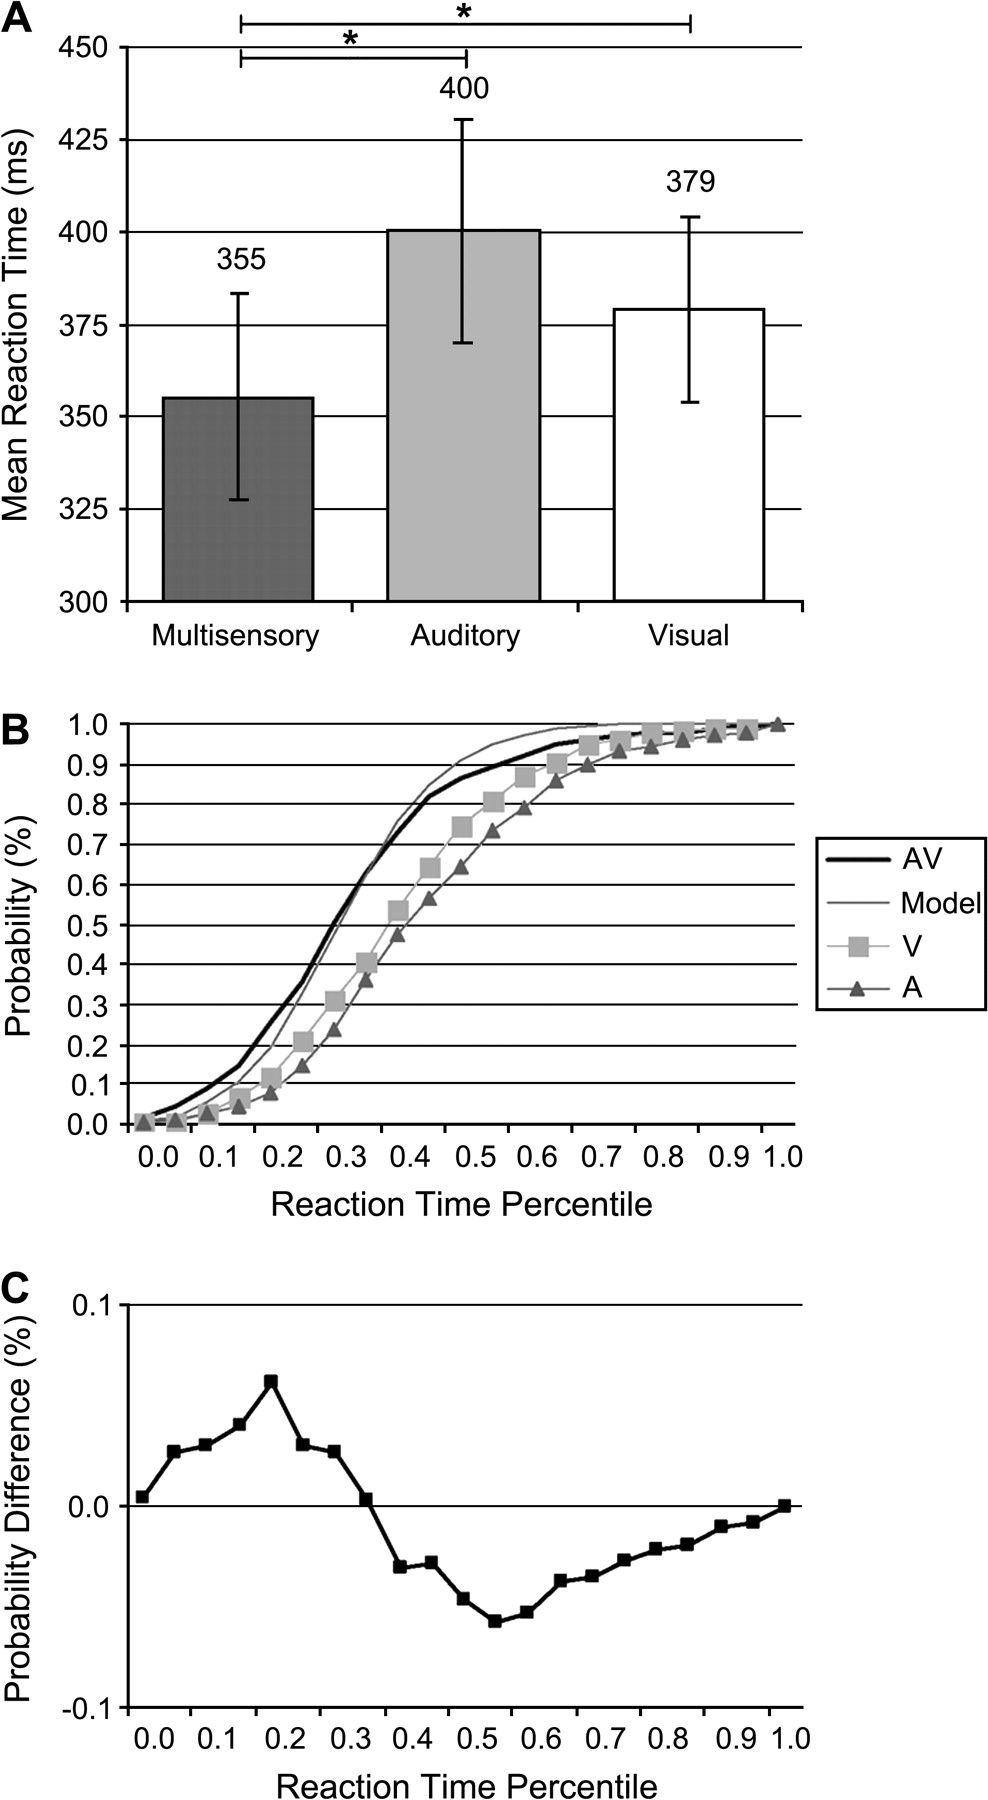 A
*
*
450
400
425
379
400
355
375
350
325
300
Mean Reaction Time (ms)
Multisensory Auditory Visual
B
1.0
0.9
0.8
0.7
0.6
0.5
0.4
0.3
0.2
0.1
0.0
Probability (%)
AV
Model
V
A
0.0 0.1 0.2 0.3 0.4 0.5 0.6 0.7 0.8 0.9 1.0
Reaction Time Percentile
C
0.1
0.0
-0.1
Probability Difference (%)
0.0 0.1 0.2 0.3 0.4 0.2 0.5 0.7 0.8 0.9 1.0
Reaction Time Percentile